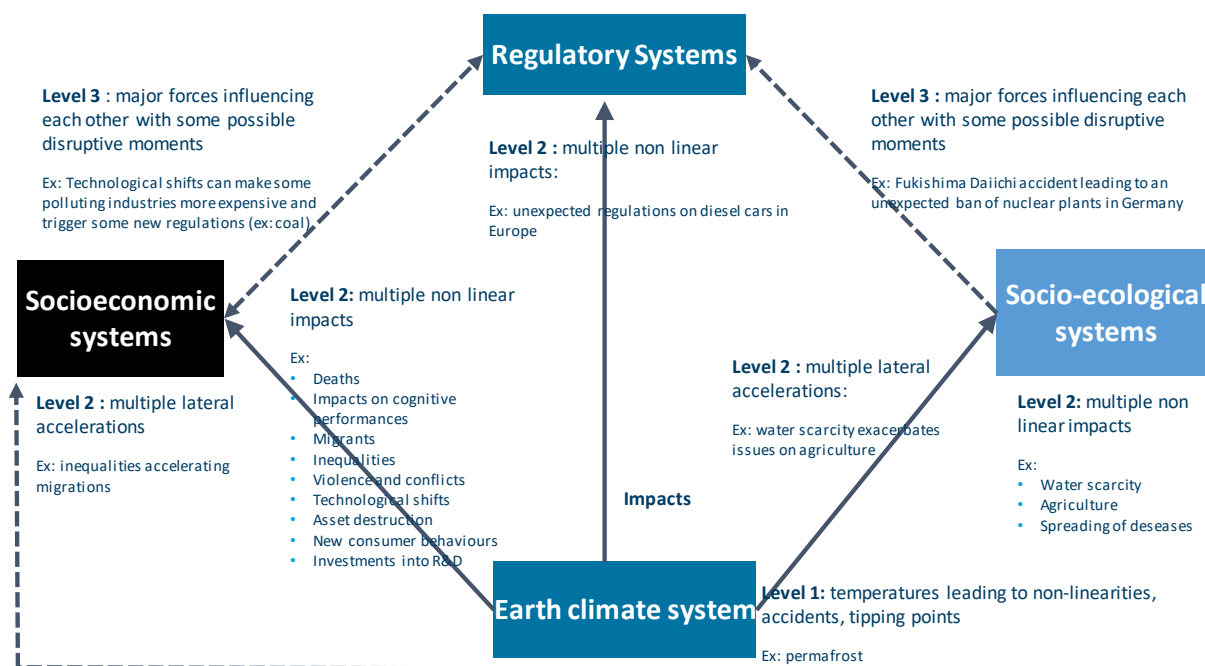 Regulatory Systems
Level 3 : major forces influencing
each other with some possible
disruptive moments
Ex: Technological shifts can make some
polluting industries more expensive and
trigger some new regulations (ex: coal)
Level 2 : multiple non linear
impacts:
Ex: unexpected regulations on diesel cars in
Europe
Level 3 : major forces influencing each
other with some possible disruptive
moments
Ex: Fukishima Daiichi accident leading to an
unexpected ban of nuclear plants in Germany
Socioeconomic
systems
Level 2: multiple non linear
impacts
Ex:
• Deaths
• Impacts on cognitive
performances
• Migrants
• Inequalities
• Violence and conflicts
• Technological shifts
• Asset destruction
• New consumer behaviours
• Investments into R&D
Socio-ecological
systems
Level 2 : multiple lateral
accelerations
Ex: inequalities accelerating
migrations
Level 2 : multiple lateral
accelerations:
Ex: water scarcity exacerbates
issues on agriculture
Level 2: multiple non
linear impacts
Ex:
• Water scarcity
• Agriculture
• Spreading of deseases
Impacts
Earth climate system
Level 1: temperatures leading to non-linearities,
accidents, tipping points
Ex: permafrost